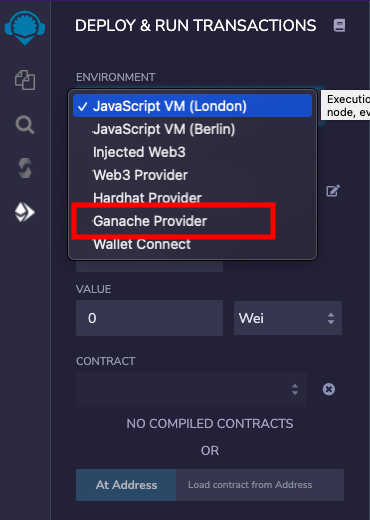 DEPLOY & RUN TRANSACTIONS
ENVIRONMENT
✓ JavaScript VM (London)
Executio
node, ev
JavaScript VM (Berlin)
Injected Web3
Web3 Provider
Hardhat Provider
Ganache Provider
Wallet Connect
VALUE
0 Wei
CONTRACT
NO COMPILED CONTRACTS
OR
At Address Load contract from Address